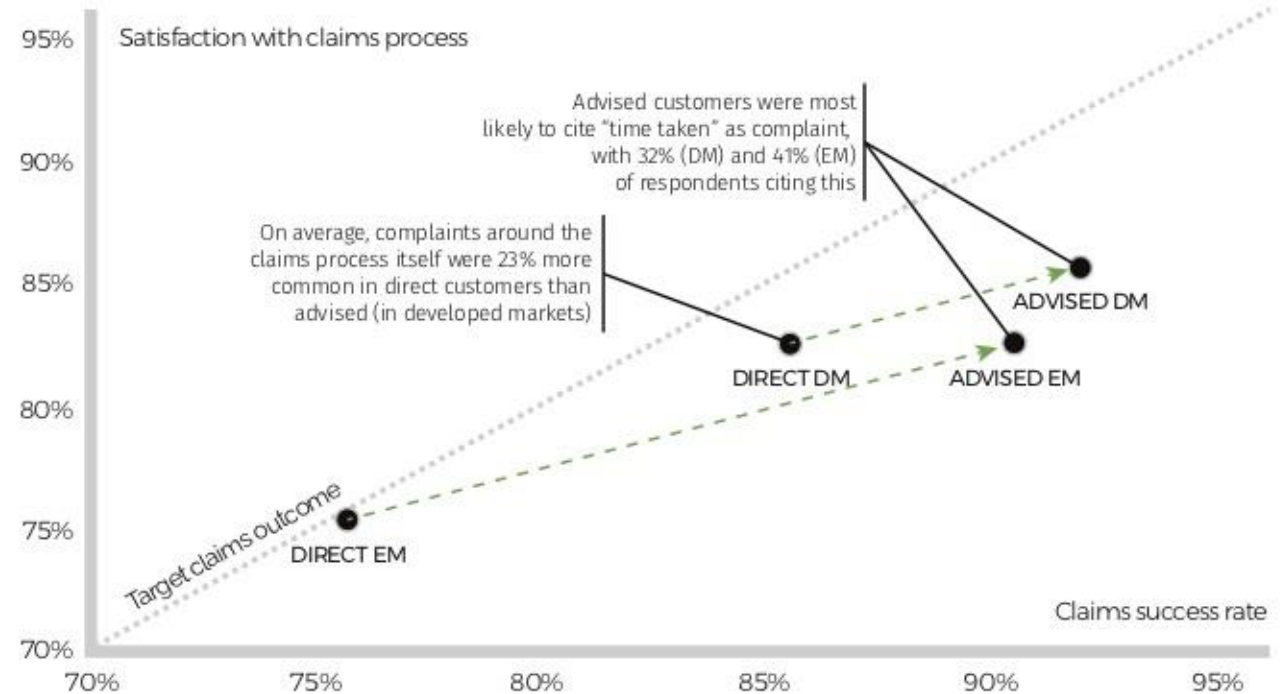 95%
Satisfaction with claims process
Advised customers were most
likely to cite “time taken” as complaint,
with 32% (DM) and 41% (EM)
of respondents citing this
90%
On average, complaints around the
claims process itself were 23% more
common in direct customers than
advised (in developed markets)
85%
ADVISED DM
DIRECT DM
ADVISED EM
80%
Target claims outcome
75%
DIRECT EM
Claims success rate
70%
70%
75%
80%
85%
90%
95%